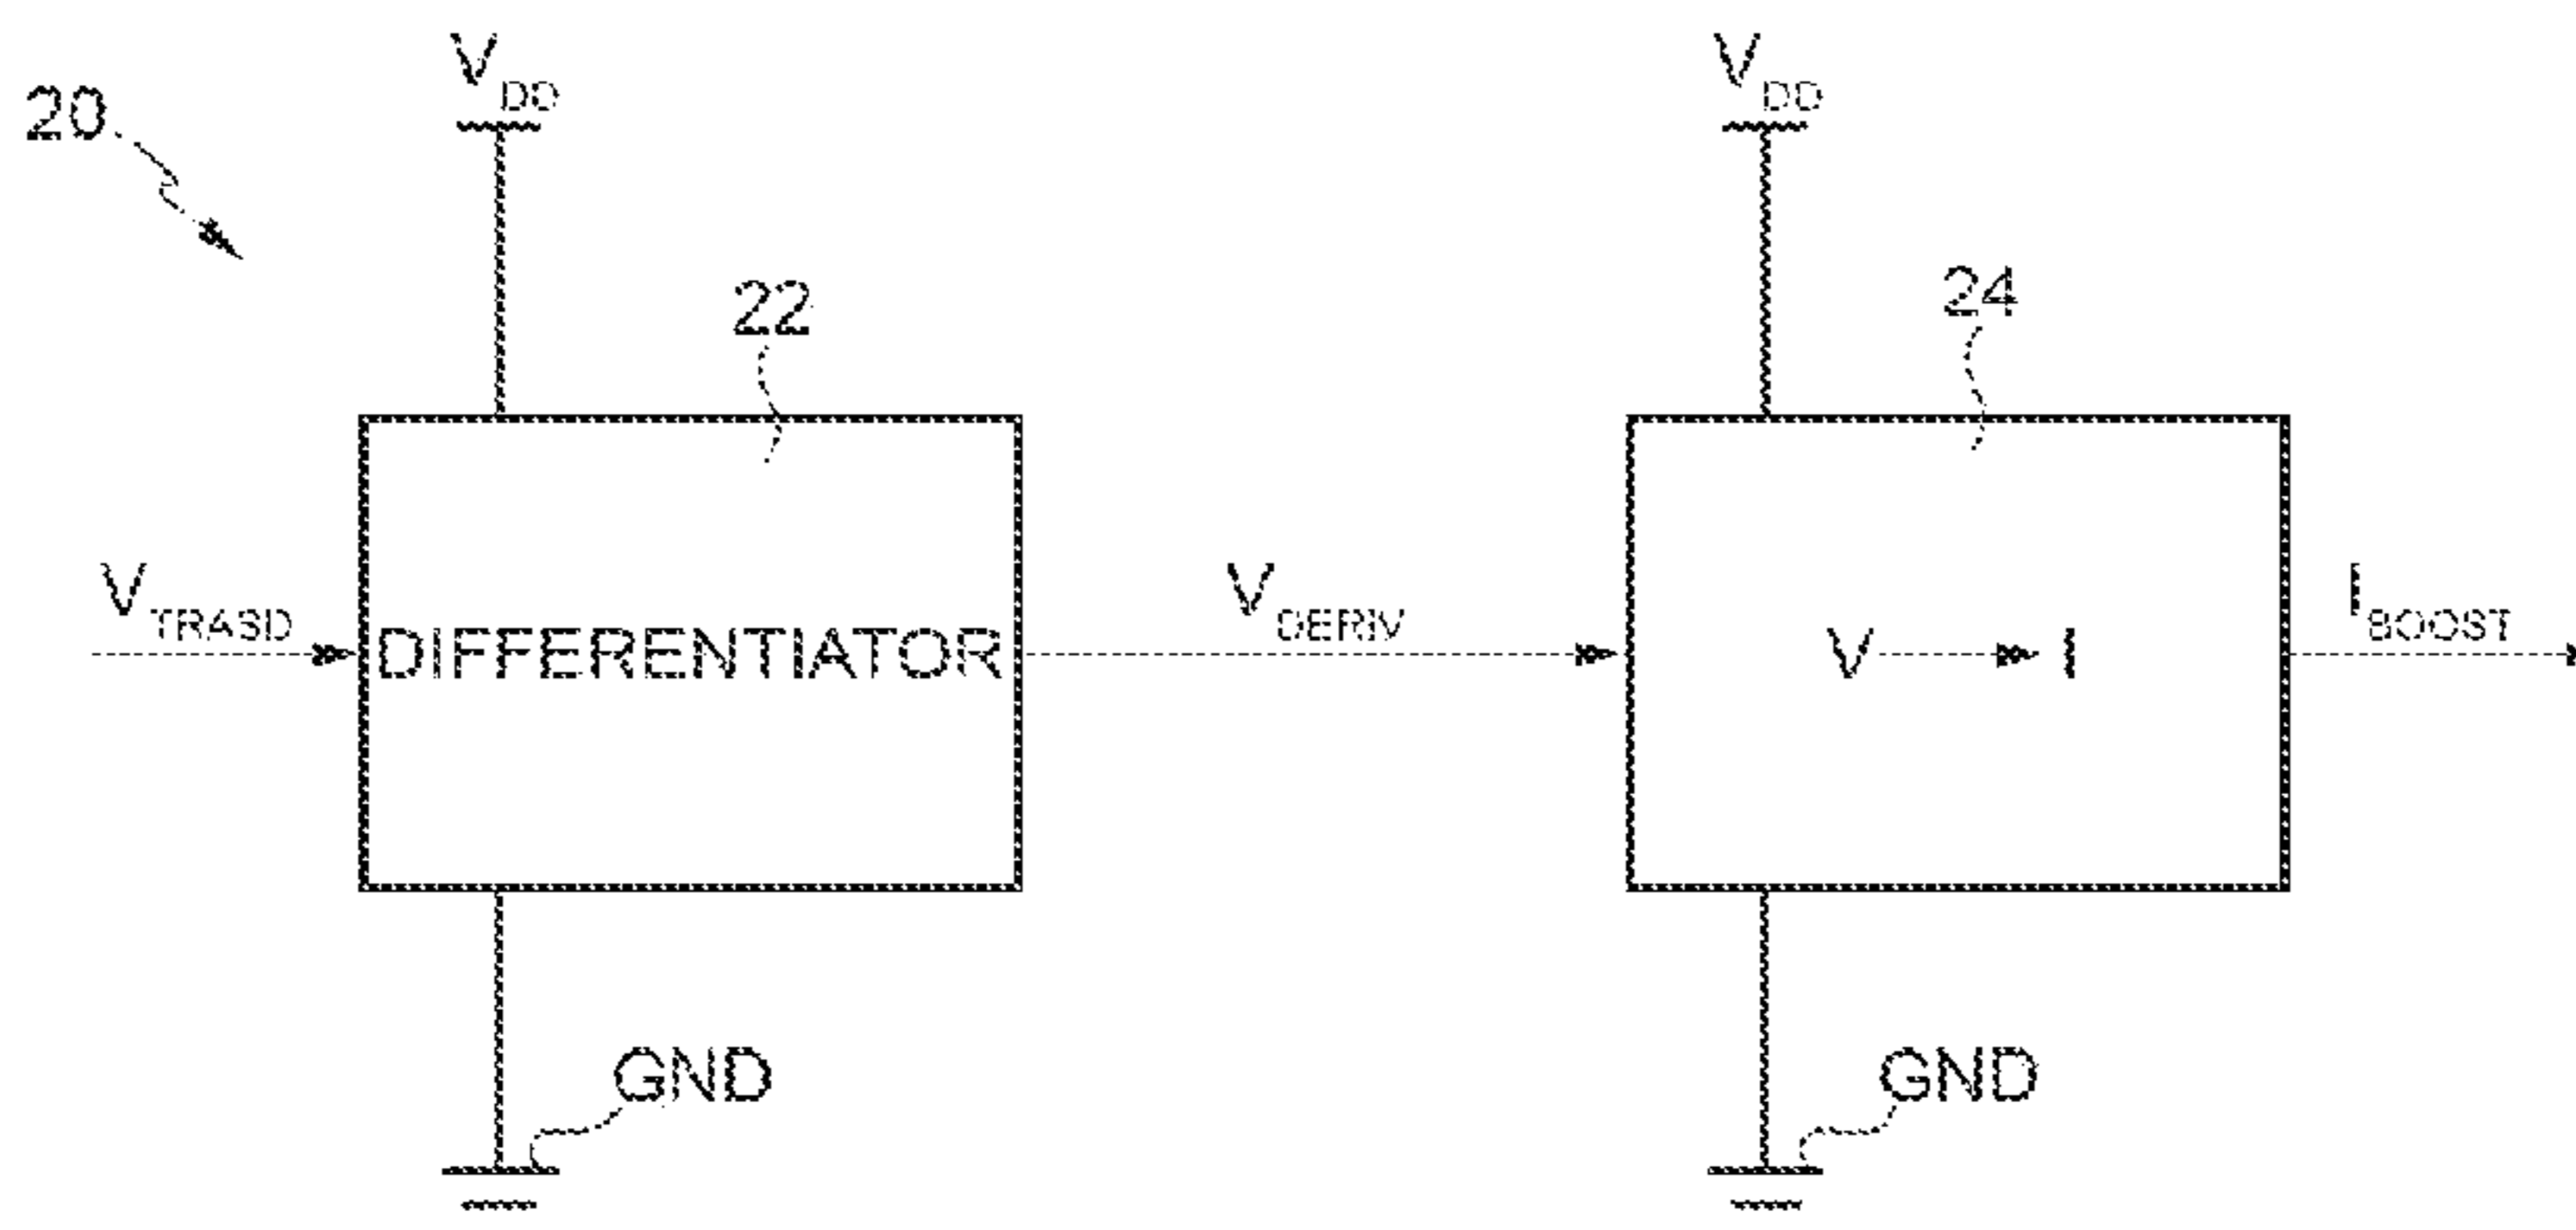 20
V DD
V DD
22
24
V TRASD
DIFFERENTIATOR
V DERIV
V I
I BOOST
GND
GND